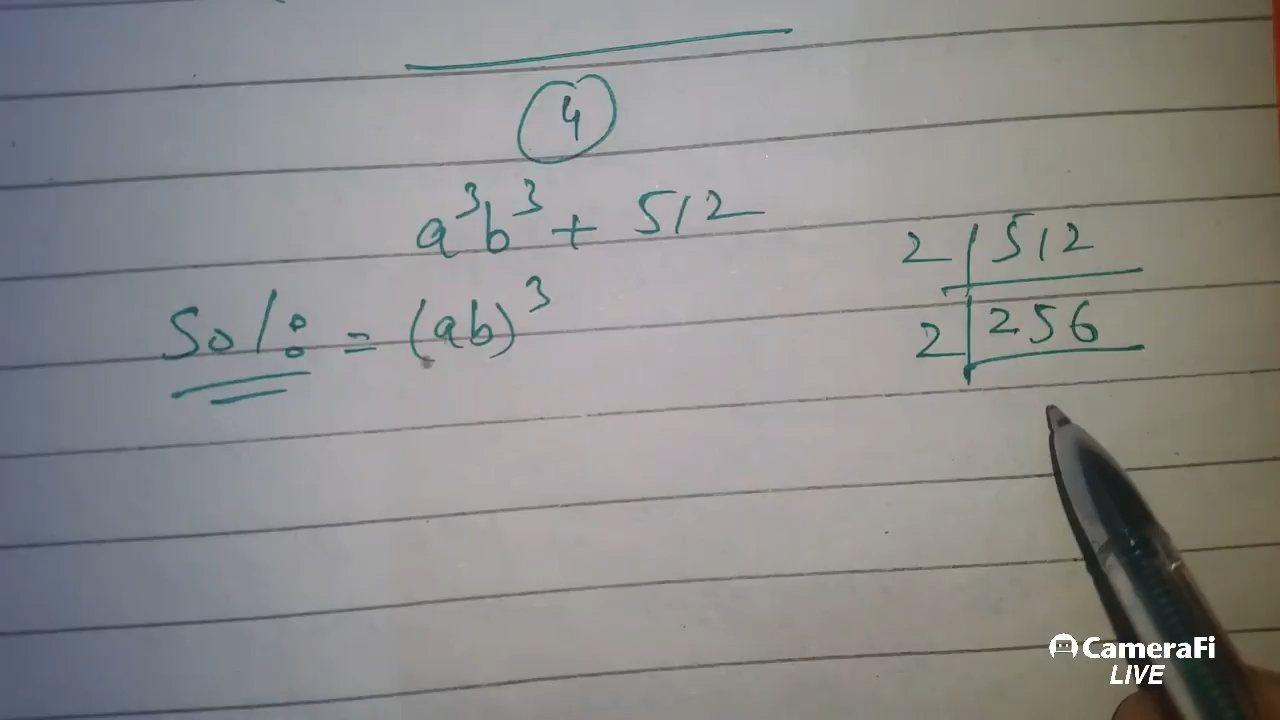 4
a³b³ + 512
Sol: = (ab)³
2 | 512
2 | 256
CameraFi
LIVE